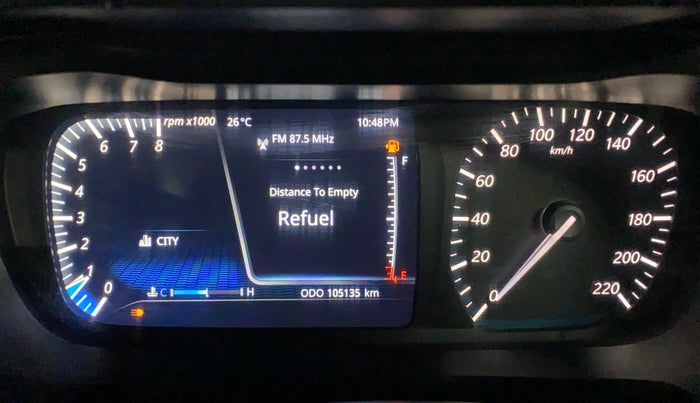 rpm x1000 26°C 10:48PM
FM 87.5 MHz
8
7
6
5
4
3
2
1
0
F
Distance To Empty
Refuel
CITY
E
C H
ODO 105135 km
0
20
40
60
80
100
120
140
160
180
200
220
km/h